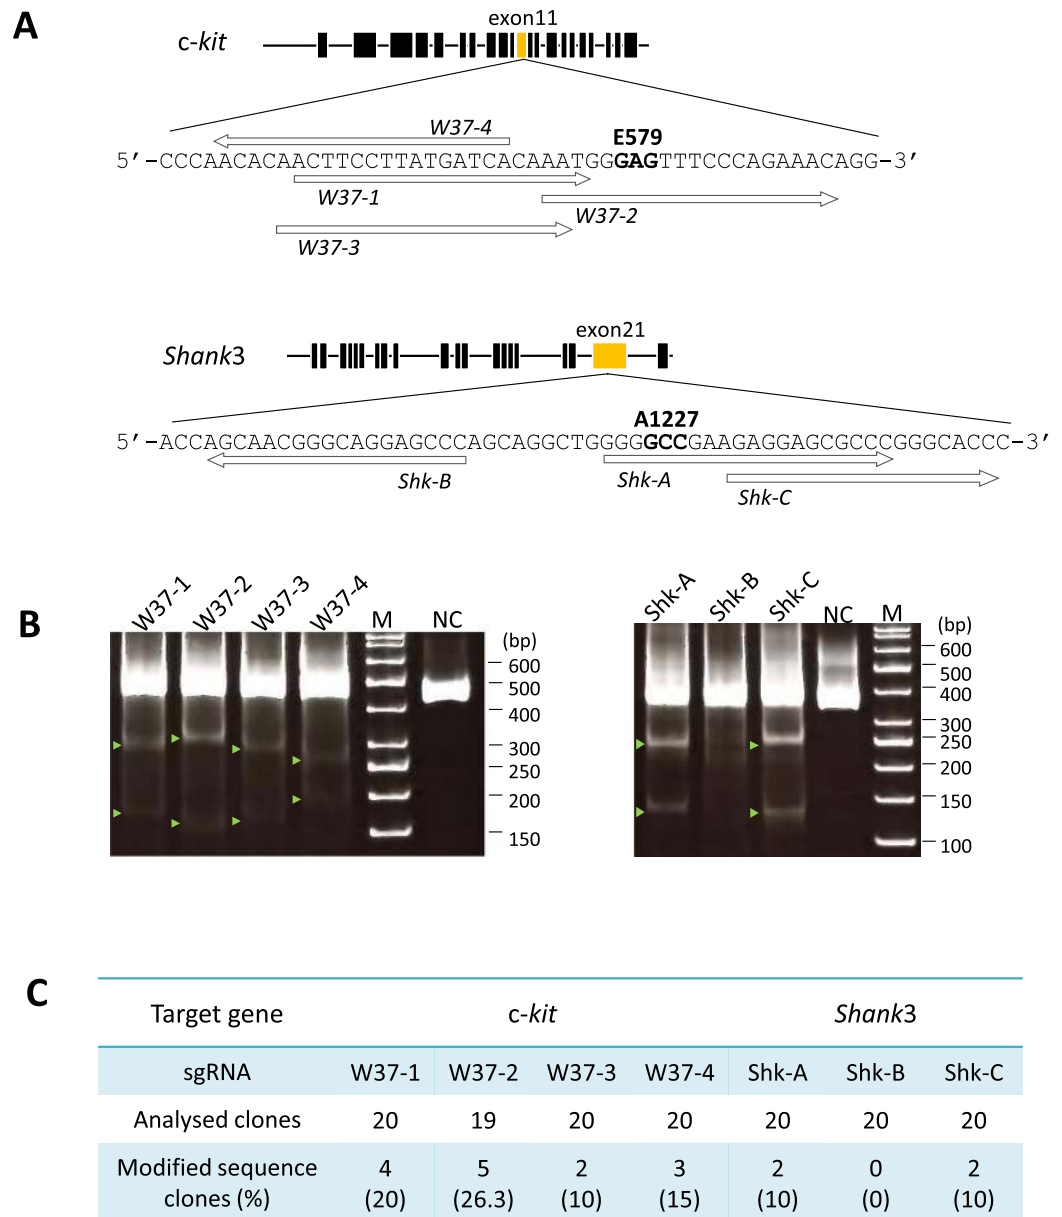 A
exon11
c-kit
W37-4
E579
5′-CCCAACACAACTTCCTTATGATCACAAATGGGAGTTTCCCAGAAACAGG-3′
W37-1
W37-2
W37-3
exon21
Shank3
A1227
5′-ACCAGCAACGGGCAGGAGCCCAGCAGGCTGGGGGCCGAAGAGGAGCGCCCGGGCACCC-3′
Shk-B
Shk-A
Shk-C
B
W37-1 W37-2 W37-3 W37-4 M NC
(bp)
600
500
400
300
250
200
150
Shk-A Shk-B Shk-C NC M
(bp)
600
500
400
300
250
200
150
100
C
Target gene c-kit Shank3
sgRNA W37-1 W37-2 W37-3 W37-4 Shk-A Shk-B Shk-C
Analysed clones 20 19 20 20 20 20 20
Modified sequence clones (%) 4 (20) 5 (26.3) 2 (10) 3 (15) 2 (10) 0 (0) 2 (10)